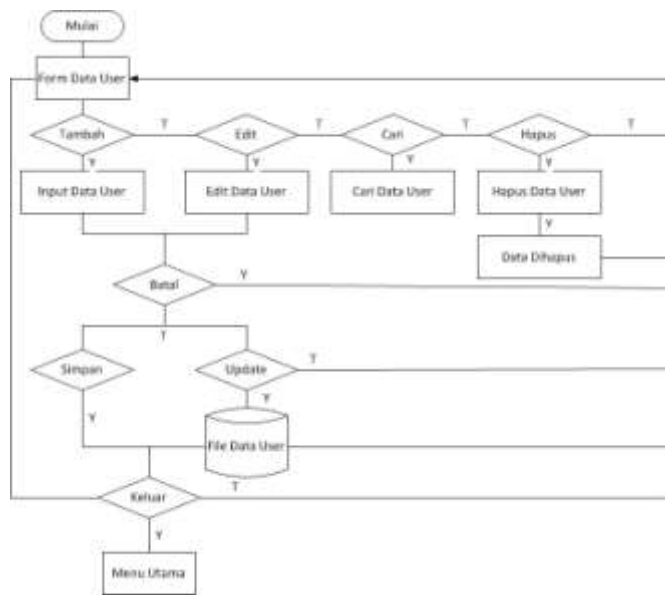 Mulai
Form Data User
Tambah
T
Edit
T
Cari
T
Hapus
T
Y
Y
Y
Y
Input Data User
Edit Data User
Cari Data User
Hapus Data User
Y
Data Dihapus
Batal
Y
T
Simpan
Update
T
Y
Y
File Data User
T
Keluar
Y
Menu Utama